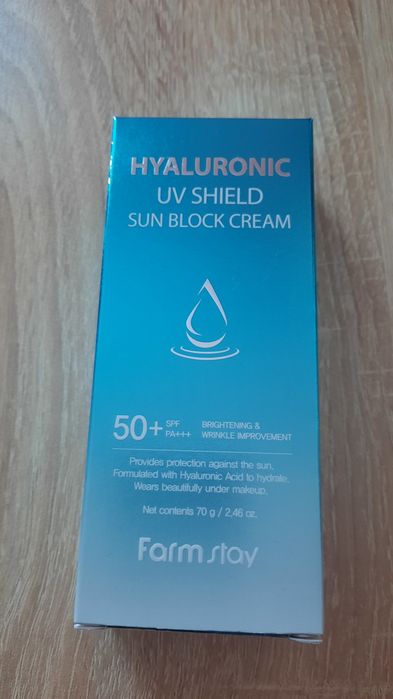 HYALURONIC
UV SHIELD
SUN BLOCK CREAM
50+ SPF PA+++ BRIGHTENING & WRINKLE IMPROVEMENT
Provides protection against the sun.
Formulated with Hyaluronic Acid to hydrate.
Wears beautifully under makeup.
Net contents 70 g / 2.46 oz.
Farm stay